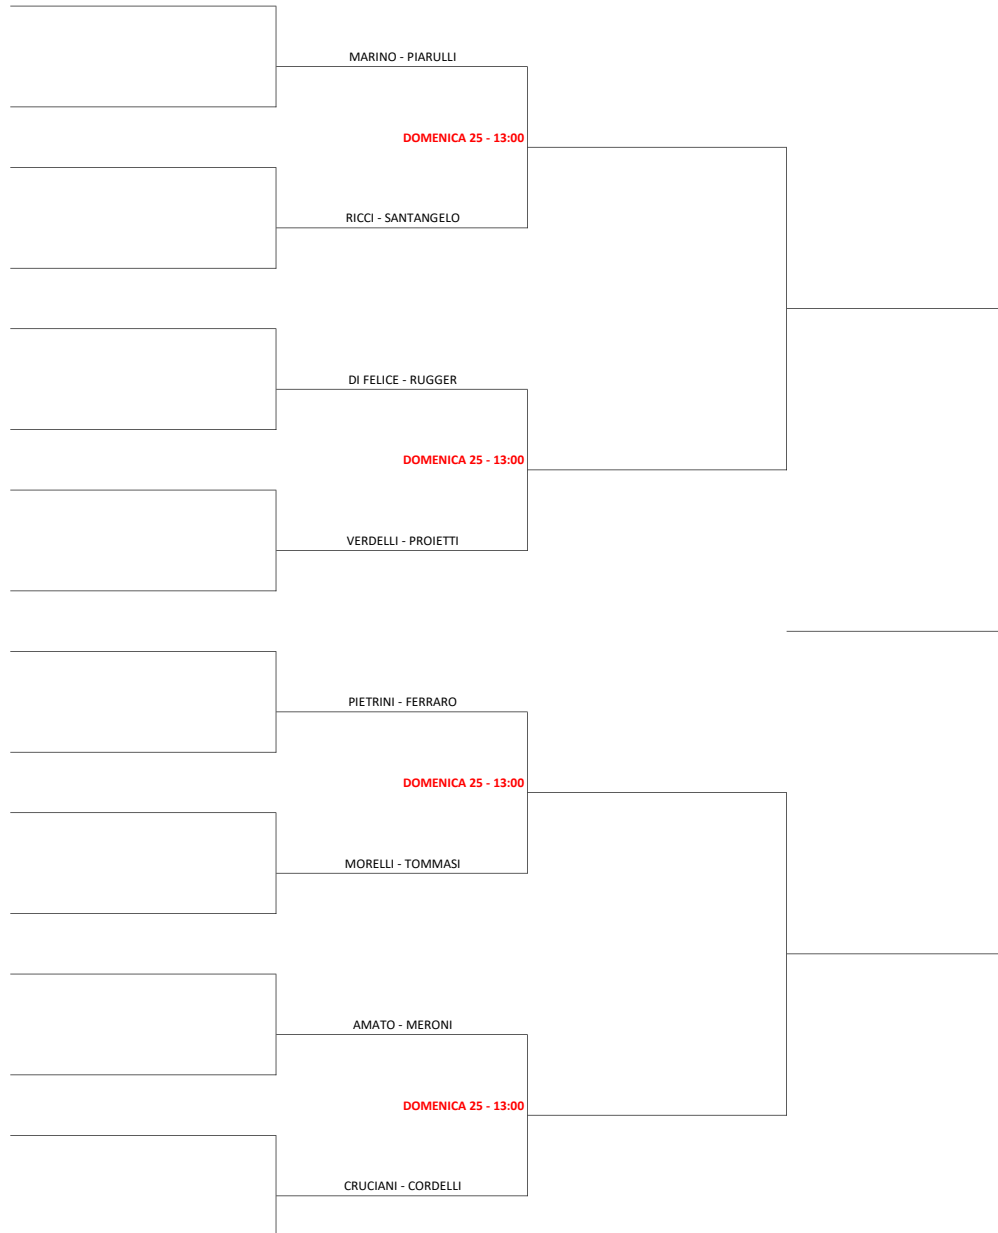 MARINO - PIARULLI
DOMENICA 25 - 13:00
RICCI - SANTANGELO
DI FELICE - RUGGER
DOMENICA 25 - 13:00
VERDELLI - PROIETTI
PIETRINI - FERRARO
DOMENICA 25 - 13:00
MORELLI - TOMMASI
AMATO - MERONI
DOMENICA 25 - 13:00
CRUCIANI - CORDELLI